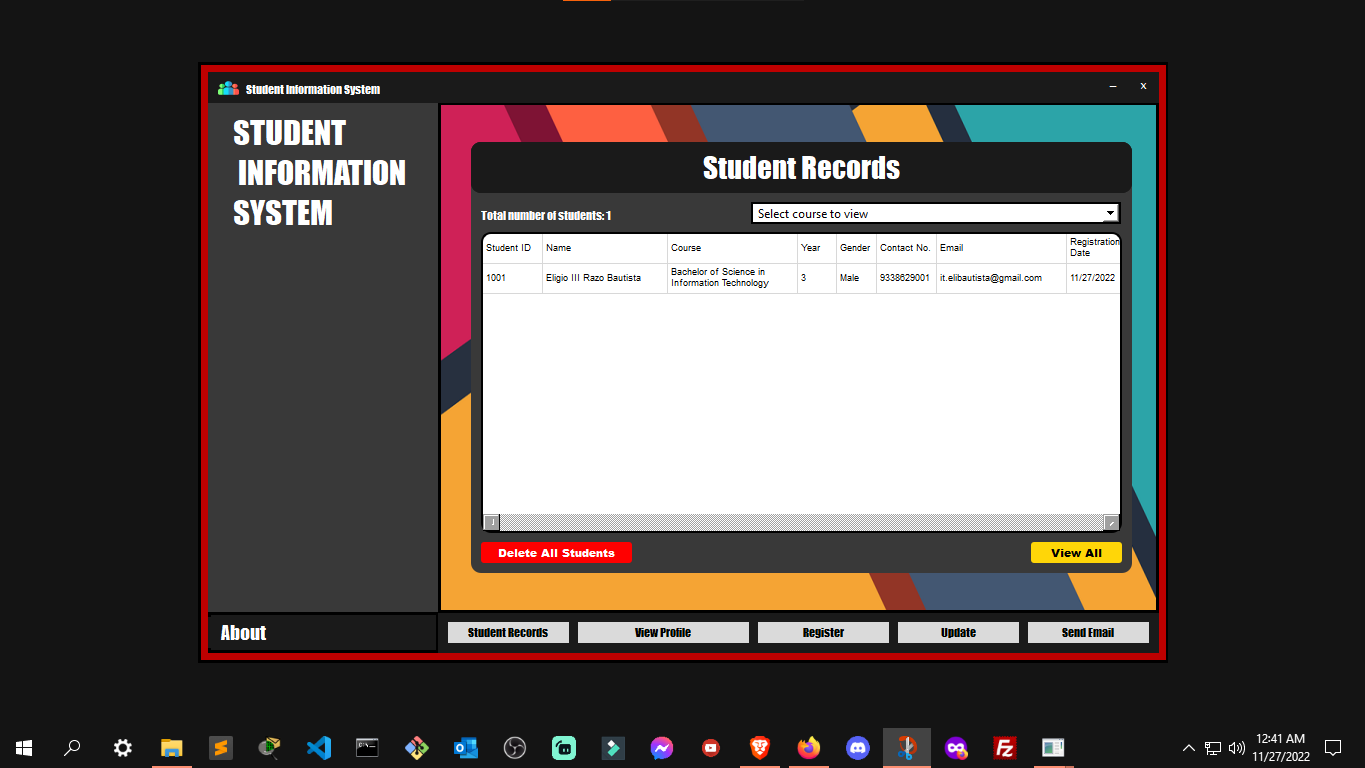 Student Information System
STUDENT
INFORMATION
SYSTEM
Student Records
Total number of students: 1
Select course to view
Student ID Name Course Year Gender Contact No. Email Registration Date
1001 Eligio III Razo Bautista Bachelor of Science in Information Technology 3 Male 9338629001 it.elibautista@gmail.com 11/27/2022
Delete All Students View All
About
Student Records View Profile Register Update Send Email
12:41 AM
11/27/2022